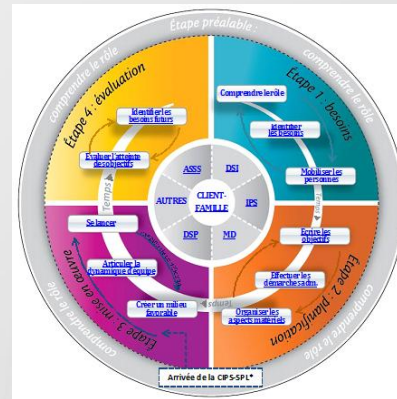 Étape préalable :
comprendre le rôle
comprendre le rôle
comprendre le rôle
comprendre le rôle
Étape 1 : besoins
Comprendre le rôle
Identifier
les besoins
Mobiliser les
personnes
Temps
Étape 2 : planification
Écrire les
objectifs
Effectuer les
démarches adm.
Organiser les
aspects matériels
Temps
Étape 3 : mise en œuvre
Créer un milieu
favorable
Articuler la
dynamique d'équipe
Se lancer
Temps
Étape 4 : évaluation
Évaluer l'atteinte
des objectifs
Identifier les
besoins futurs
ASSS
DSI
AUTRES
CLIENT-
FAMILLE
IPS
DSP
MD
Arrivée de la CIPS-SPL*